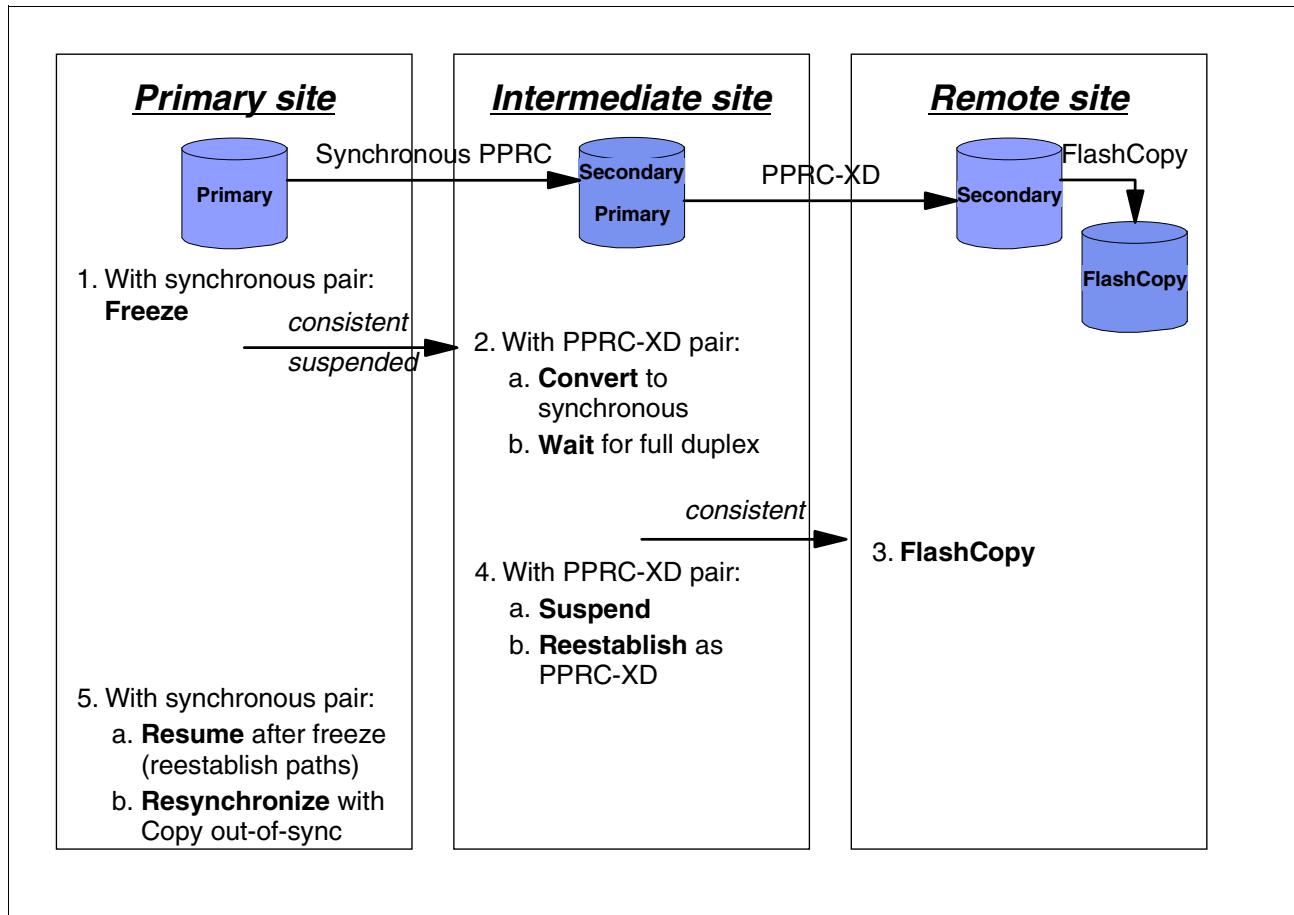 Primary site
Intermediate site
Remote site
Synchronous PPRC
PPRC-XD
FlashCopy
Primary
Secondary
Primary
Secondary
FlashCopy
1. With synchronous pair:
Freeze
consistent
suspended
2. With PPRC-XD pair:
a. Convert to
synchronous
b. Wait for full duplex
consistent
3. FlashCopy
4. With PPRC-XD pair:
a. Suspend
b. Reestablish as
PPRC-XD
5. With synchronous pair:
a. Resume after freeze
(reestablish paths)
b. Resynchronize with
Copy out-of-sync